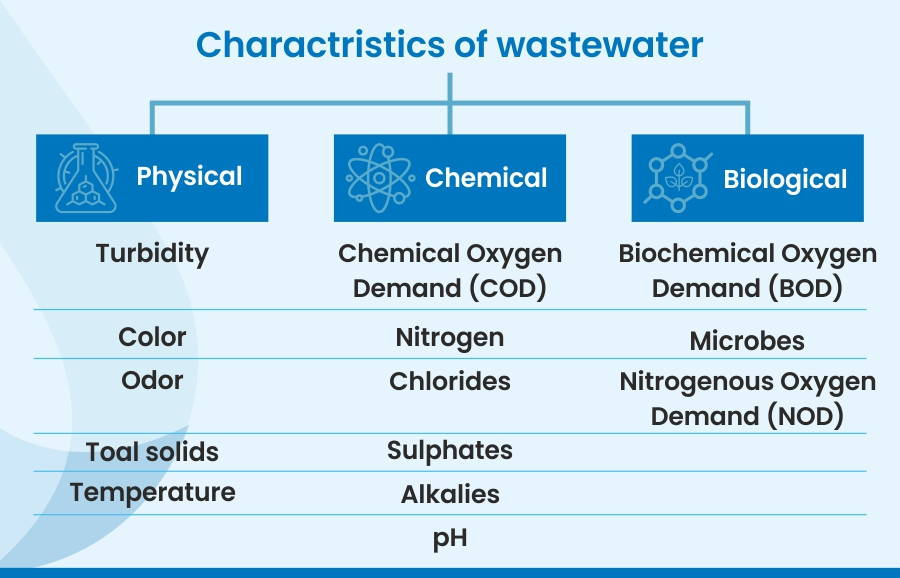 Charactristics of wastewater
Physical
Chemical
Biological
Turbidity
Chemical Oxygen
Demand (COD)
Biochemical Oxygen
Demand (BOD)
Color
Nitrogen
Microbes
Odor
Chlorides
Nitrogenous Oxygen
Demand (NOD)
Toal solids
Sulphates
Temperature
Alkalies
pH